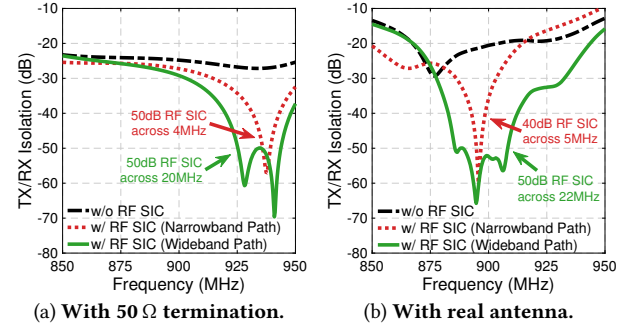 TX/RX Isolation (dB)
-10
-20
-30
-40
-50
-60
-70
-80
50dB RF SIC
across 4MHz
50dB RF SIC
across 20MHz
w/o RF SIC
w/ RF SIC (Narrowband Path)
w/ RF SIC (Wideband Path)
850 875 900 925 950
Frequency (MHz)
(a) With 50 Ω termination.
TX/RX Isolation (dB)
-10
-20
-30
-40
-50
-60
-70
-80
40dB RF SIC
across 5MHz
50dB RF SIC
across 22MHz
w/o RF SIC
w/ RF SIC (Narrowband Path)
w/ RF SIC (Wideband Path)
850 875 900 925 950
Frequency (MHz)
(b) With real antenna.